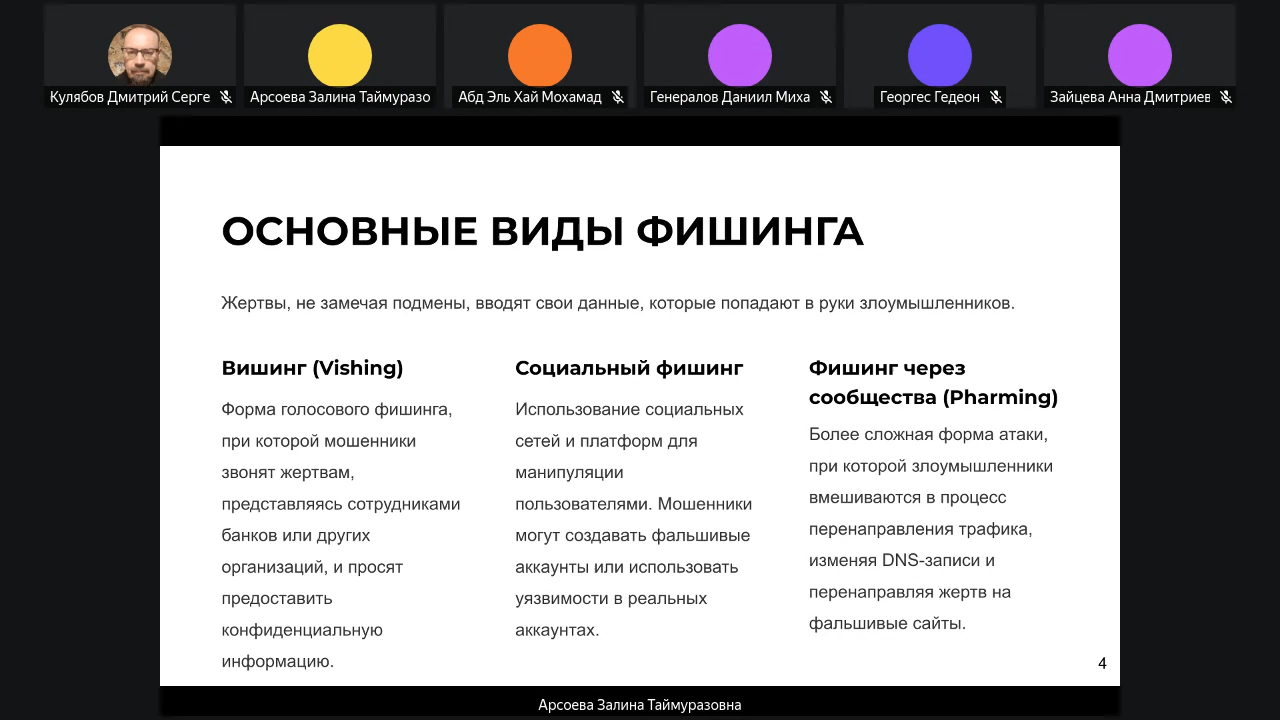 Кулябов Дмитрий Серге
Арсоева Залина Таймуразо
Абд Эль Хай Мохамад
Генералов Даниил Миха
Георгес Гедеон
Зайцева Анна Дмитриев
ОСНОВНЫЕ ВИДЫ ФИШИНГА
Жертвы, не замечая подмены, вводят свои данные, которые попадают в руки злоумышленников.
Вишинг (Vishing)
Форма голосового фишинга,
при которой мошенники
звонят жертвам,
представляясь сотрудниками
банков или других
организаций, и просят
предоставить
конфиденциальную
информацию.
Социальный фишинг
Использование социальных
сетей и платформ для
манипуляции
пользователями. Мошенники
могут создавать фальшивые
аккаунты или использовать
уязвимости в реальных
аккаунтах.
Фишинг через
сообщества (Pharming)
Более сложная форма атаки,
при которой злоумышленники
вмешиваются в процесс
перенаправления трафика,
изменяя DNS-записи и
перенаправляя жертв на
фальшивые сайты.
4
Арсоева Залина Таймуразовна